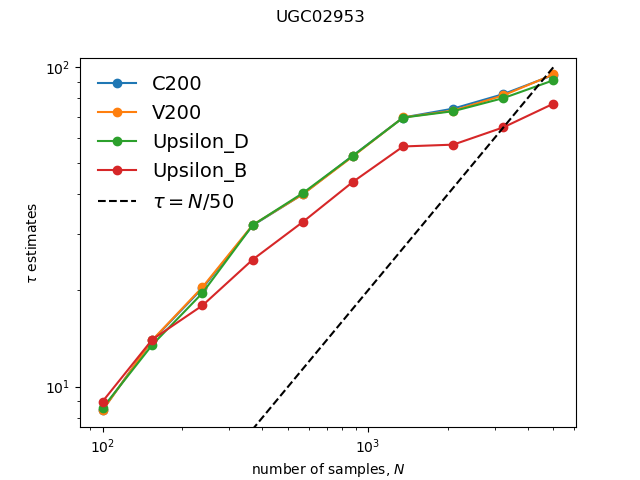 UGC02953
C200
V200
Upsilon_D
Upsilon_B
τ = N/50
τ estimates
10²
10¹
10² 10³
number of samples, N